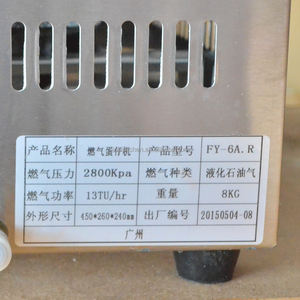 产品名称 燃气蛋仔机 产品型号 FY-6A.R
燃气压力 2800Kpa 燃气种类 液化石油气
燃气功率 13TU/hr 重量 8KG
外形尺寸 450*260*240mm 出厂编号 20150504-08
广州